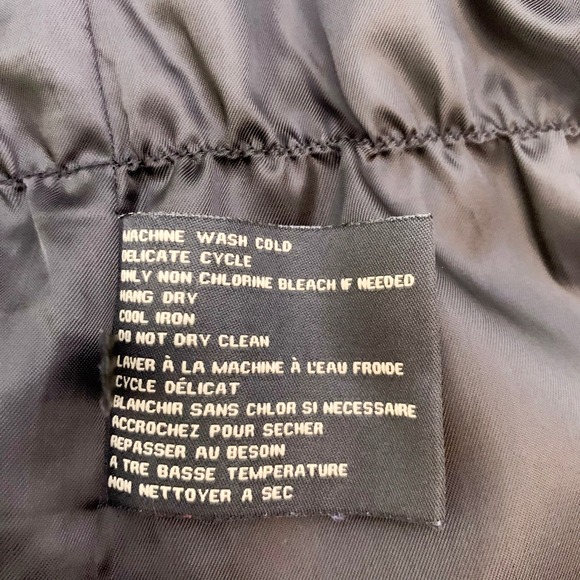 MACHINE WASH COLD
DELICATE CYCLE
ONLY NON CHLORINE BLEACH IF NEEDED
HANG DRY
COOL IRON
DO NOT DRY CLEAN
LAVER À LA MACHINE À L'EAU FROIDE
CYCLE DÉLICAT
BLANCHIR SANS CHLOR SI NECESSAIRE
ACCROCHEZ POUR SECHER
REPASSER AU BESOIN
A TRE BASSE TEMPERATURE
NON NETTOYER A SEC